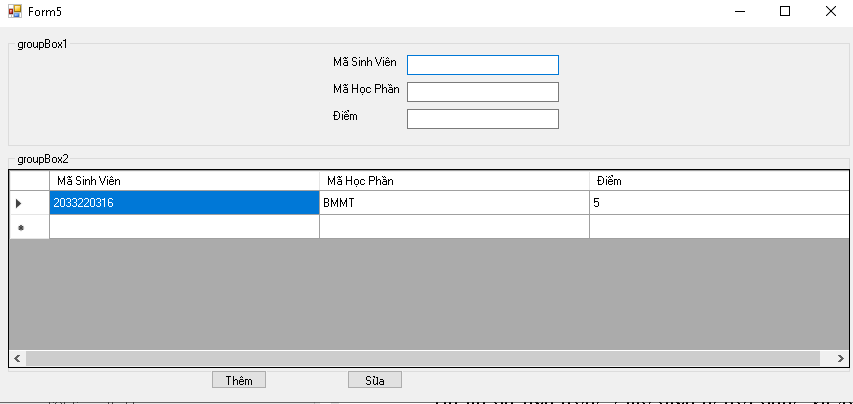 Form5
groupBox1
Mã Sinh Viên
Mã Học Phần
Điểm
groupBox2
Mã Sinh Viên Mã Học Phần Điểm
2033220316 BMMT 5
Thêm Sửa